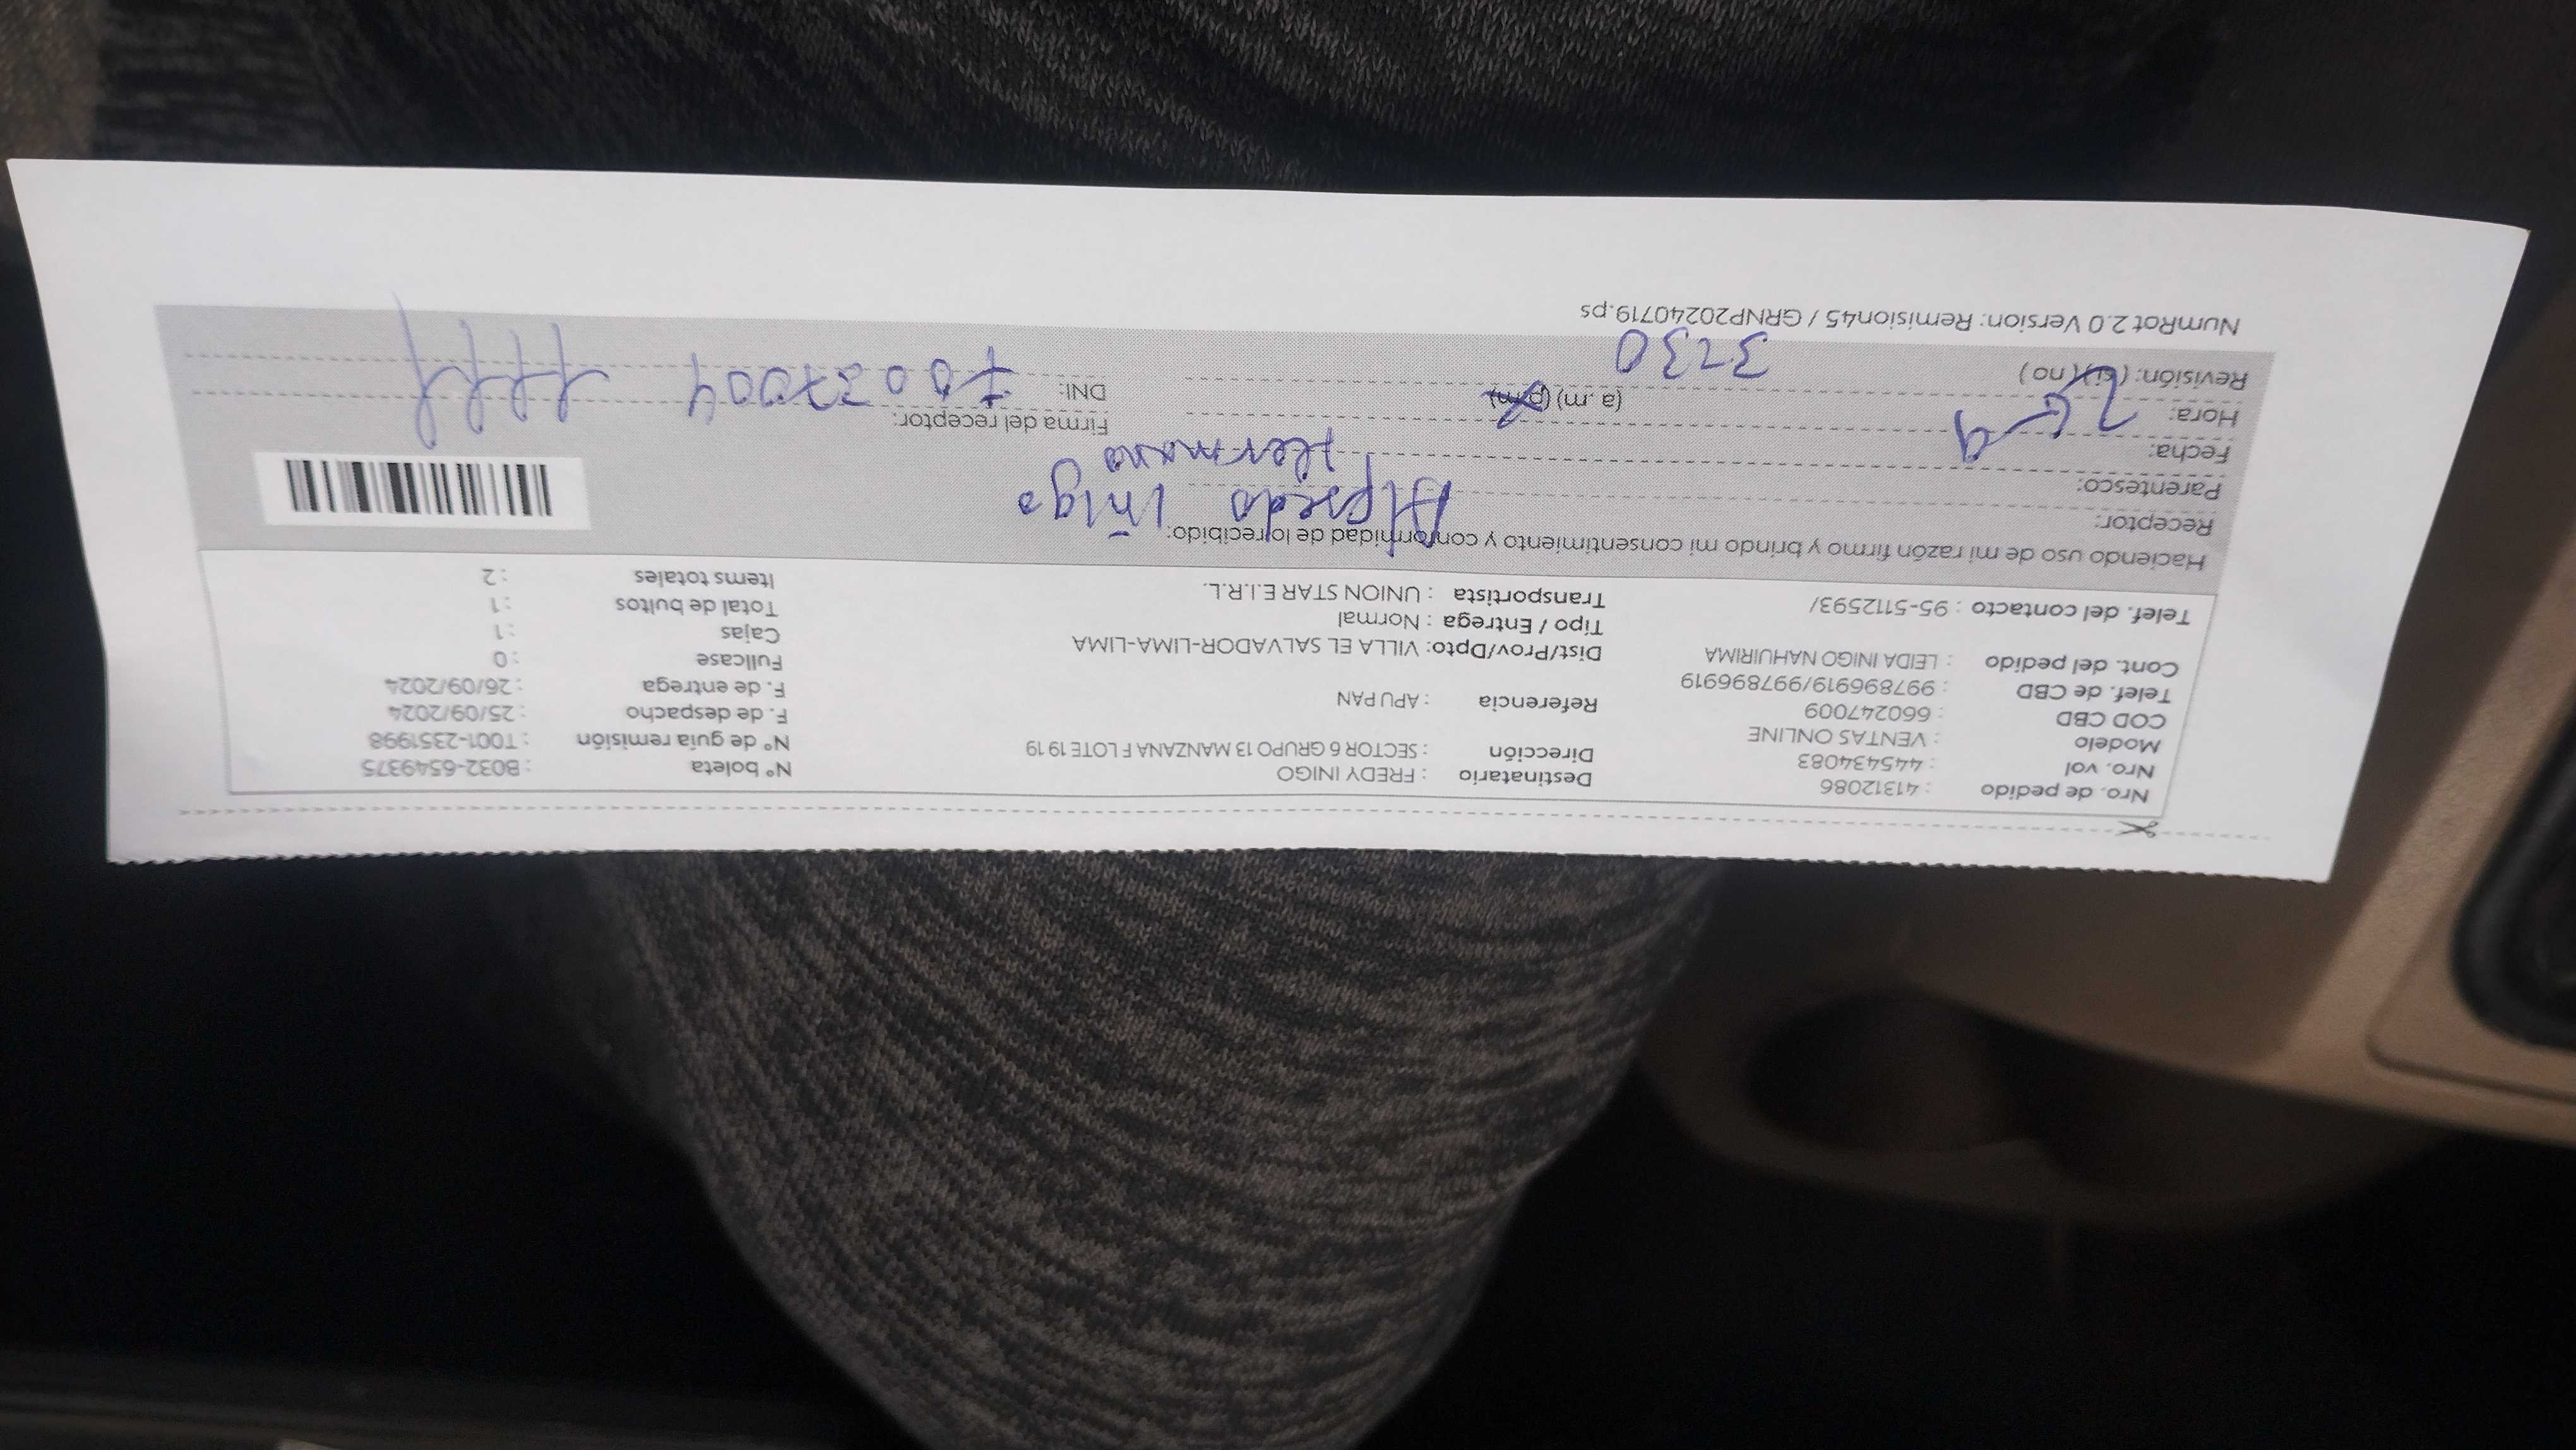 Nro. de pedido : 41312086
Nro. vol : 445434083
Modelo : VENTAS ONLINE
COD CBD : 660247009
Telef. de CBD : 997896919/997896919
Cont. del pedido : LEIDA INIGO NAHUIRIMA
Telef. del contacto : 95-5112593/
Destinatario : FREDY INIGO
Dirección : SECTOR 6 GRUPO 13 MANZANA F LOTE 19 19
Referencia : APU PAN
Dist/Prov/Dpto: VILLA EL SALVADOR-LIMA-LIMA
Tipo / Entrega : Normal
Transportista : UNION STAR E.I.R.L.
N° boleta : B032-6549375
N° de guía remisión : T001-2351998
F. de despacho : 25/09/2024
F. de entrega : 26/09/2024
Fullcase : 0
Cajas : 1
Total de bultos : 1
Items totales : 2
Haciendo uso de mi razón firmo y brindo mi consentimiento y conformidad de lo recibido:
Receptor: Iñigo
Parentesco: Hermano
Fecha:
Hora: (a.m) (p.m)
Revisión: ( si ) ( no ) 3230
Firma del receptor:
DNI:
NumRot 2.0 Version: Remision45 / GRNP20240719.ps